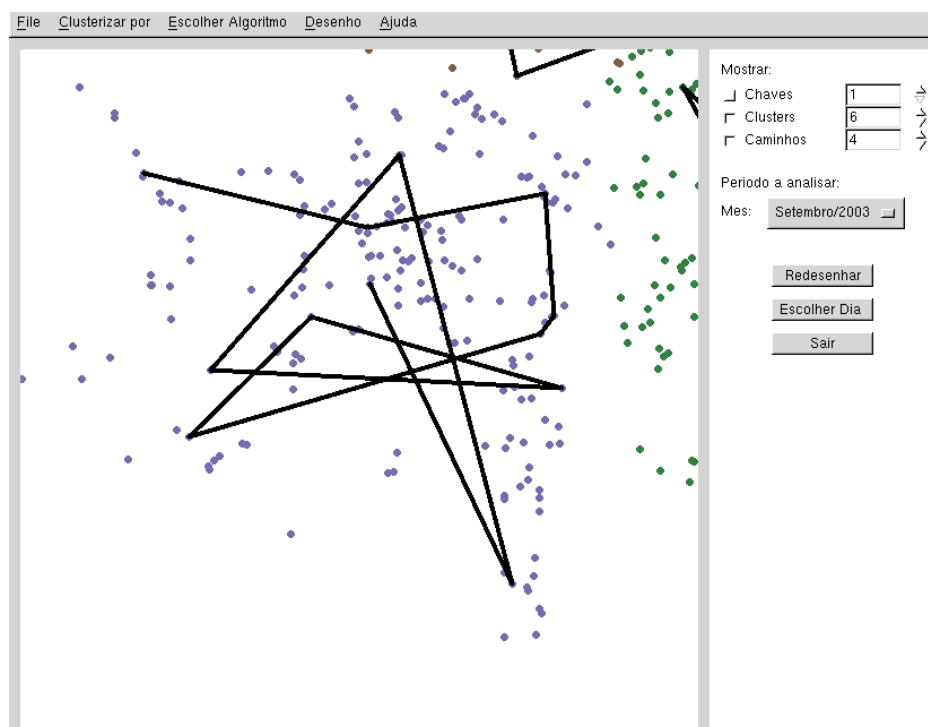 File Clusterizar por Escolher Algoritmo Desenho Ajuda
Mostrar:
Chaves 1
Clusters 6
Caminhos 4
Periodo a analisar:
Mes: Setembro/2003
Redesenhar
Escolher Dia
Sair